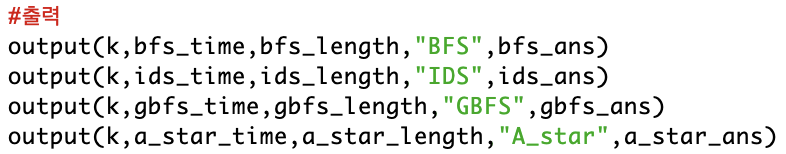 #출력
output(k,bfs_time,bfs_length,"BFS",bfs_ans)
output(k,ids_time,ids_length,"IDS",ids_ans)
output(k,gbfs_time,gbfs_length,"GBFS",gbfs_ans)
output(k,a_star_time,a_star_length,"A_star",a_star_ans)